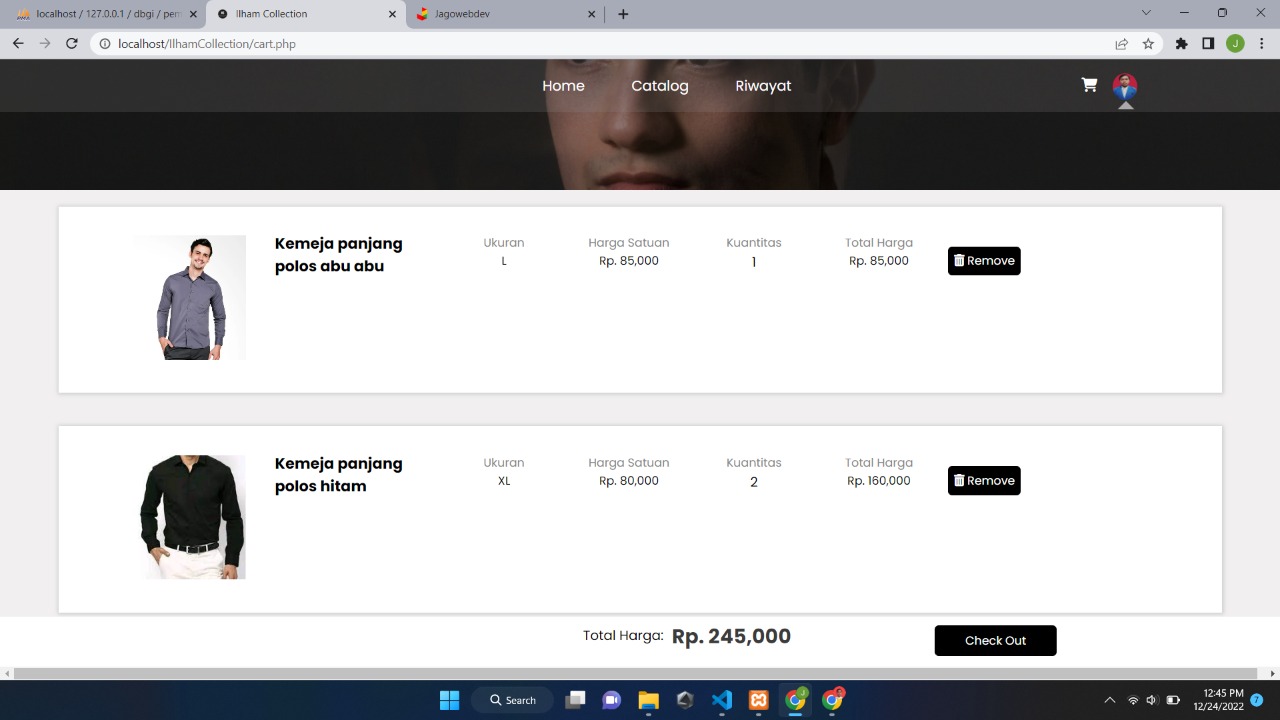 localhost / 127.0.0.1 / dbgi / pem
Ilham Collection
Jagowebdev
localhost/IlhamCollection/cart.php
J
Home
Catalog
Riwayat
Kemeja panjang
polos abu abu
Ukuran
L
Harga Satuan
Rp. 85,000
Kuantitas
1
Total Harga
Rp. 85,000
Remove
Kemeja panjang
polos hitam
Ukuran
XL
Harga Satuan
Rp. 80,000
Kuantitas
2
Total Harga
Rp. 160,000
Remove
Total Harga: Rp. 245,000
Check Out
Search
12:45 PM
12/24/2022
7